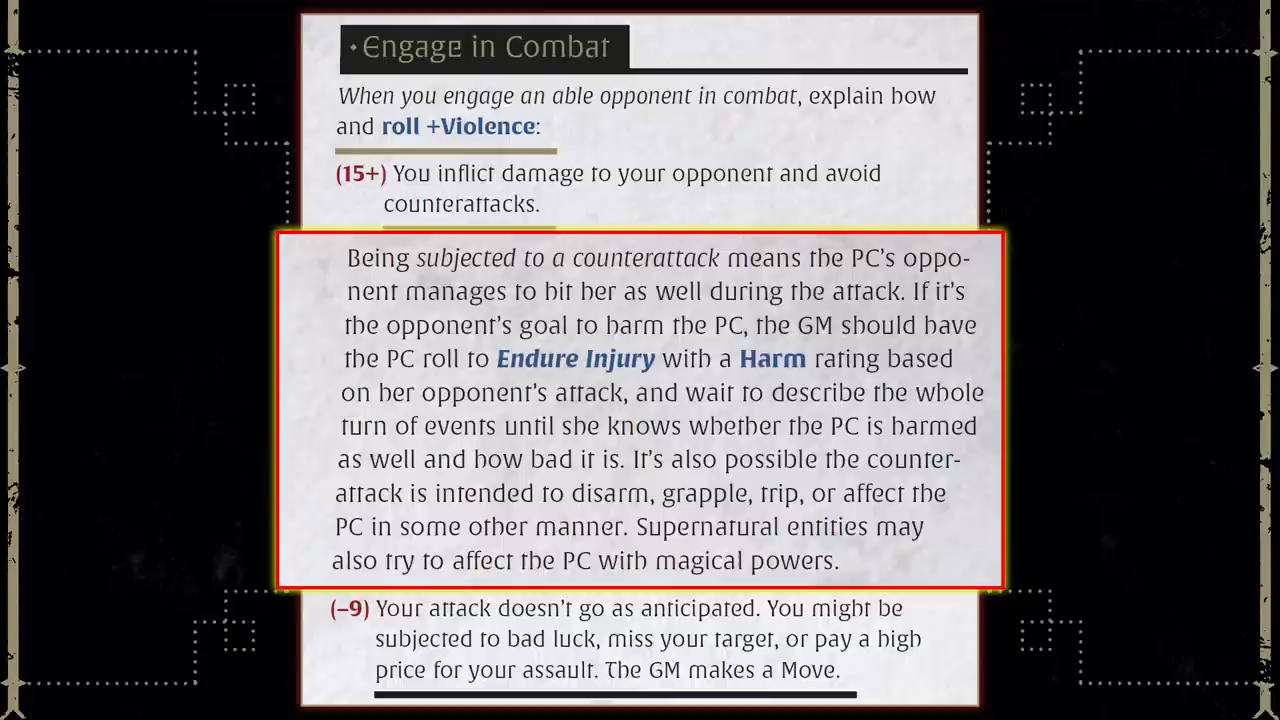 • Engage in Combat
When you engage an able opponent in combat, explain how
and roll +Violence:
(15+) You inflict damage to your opponent and avoid
counterattacks.
Being subjected to a counterattack means the PC's oppo-
nent manages to hit her as well during the attack. If it's
the opponent's goal to harm the PC, the GM should have
the PC roll to Endure Injury with a Harm rating based
on her opponent's attack, and wait to describe the whole
turn of events until she knows whether the PC is harmed
as well and how bad it is. It's also possible the counter-
attack is intended to disarm, grapple, trip, or affect the
PC in some other manner. Supernatural entities may
also try to affect the PC with magical powers.
(–9) Your attack doesn't go as anticipated. You might be
subjected to bad luck, miss your target, or pay a high
price for your assault. The GM makes a Move.